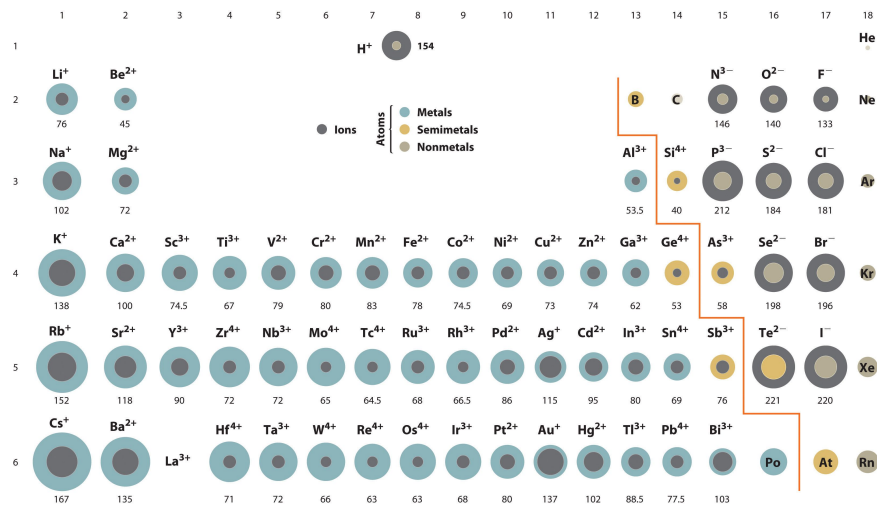 1 2 3 4 5 6 7 8 9 10 11 12 13 14 15 16 17 18
1 H⁺ 154 He
Li⁺ Be²⁺ N³⁻ O²⁻ F⁻
2 B C Ne
76 45 146 140 133
Atoms
Ions
Metals
Semimetals
Nonmetals
Na⁺ Mg²⁺ Al³⁺ Si⁴⁺ P³⁻ S²⁻ Cl⁻
3 Ar
102 72 53.5 40 212 184 181
K⁺ Ca²⁺ Sc³⁺ Ti³⁺ V²⁺ Cr²⁺ Mn²⁺ Fe²⁺ Co²⁺ Ni²⁺ Cu²⁺ Zn²⁺ Ga³⁺ Ge⁴⁺ As³⁺ Se²⁻ Br⁻
4 Kr
138 100 74.5 67 79 80 83 78 74.5 69 73 74 62 53 58 198 196
Rb⁺ Sr²⁺ Y³⁺ Zr⁴⁺ Nb³⁺ Mo⁴⁺ Tc⁴⁺ Ru³⁺ Rh³⁺ Pd²⁺ Ag⁺ Cd²⁺ In³⁺ Sn⁴⁺ Sb³⁺ Te²⁻ I⁻
5 Xe
152 118 90 72 72 65 64.5 68 66.5 86 115 95 80 69 76 221 220
Cs⁺ Ba²⁺ Hf⁴⁺ Ta³⁺ W⁴⁺ Re⁴⁺ Os⁴⁺ Ir³⁺ Pt²⁺ Au⁺ Hg²⁺ Tl³⁺ Pb⁴⁺ Bi³⁺
6 La³⁺ Po At Rn
167 135 71 72 66 63 63 68 80 137 102 88.5 77.5 103